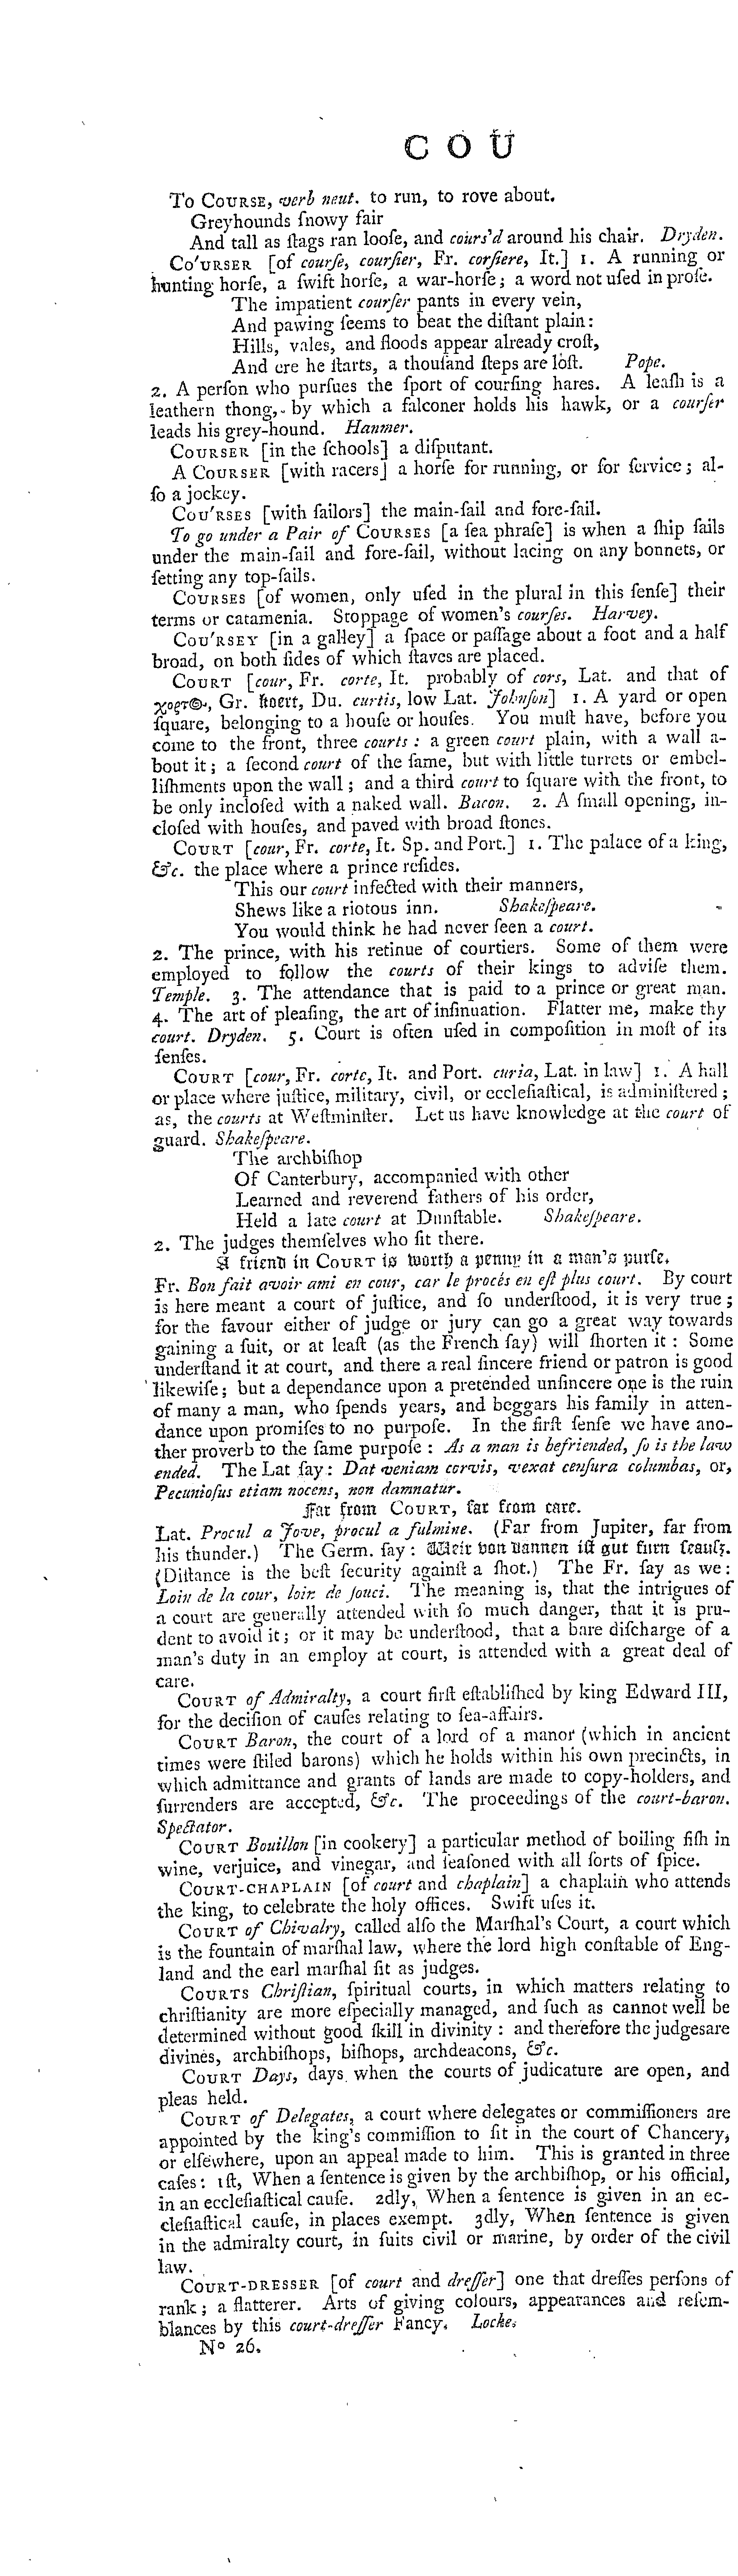 C O U
To COURSE, verb neut. to run, to rove about.
Greyhounds ſnowy fair
And tall as ſtags ran looſe, and cours'd around his chair. Dryden.
CO'URSER [of courſe, courſier, Fr. corſiere, It.] 1. A running or
hunting horſe, a ſwift horſe, a war-horſe; a word not uſed in proſe.
The impatient courſer pants in every vein,
And pawing ſeems to beat the diſtant plain:
Hills, vales, and floods appear already croſt,
And ere he ſtarts, a thouſand ſteps are loſt. Pope.
2. A perſon who purſues the ſport of courſing hares. A leaſh is a
leathern thong, by which a falconer holds his hawk, or a courſer
leads his grey-hound. Hanmer.
COURSER [in the ſchools] a diſputant.
A COURSER [with racers] a horſe for running, or for ſervice; al-
ſo a jockey.
COU'RSES [with ſailors] the main-ſail and fore-ſail.
To go under a Pair of COURSES [a ſea phraſe] is when a ſhip ſails
under the main-ſail and fore-ſail, without lacing on any bonnets, or
ſetting any top-ſails.
COURSES [of women, only uſed in the plural in this ſenſe] their
terms or catamenia. Stoppage of women's courſes. Harvey.
COU'RSEY [in a galley] a ſpace or paſſage about a foot and a half
broad, on both ſides of which ſtaves are placed.
COURT [cour, Fr. corte, It. probably of cors, Lat. and that of
χορτ☉, Gr. koert, Du. curtis, low Lat. Johnſon] 1. A yard or open
ſquare, belonging to a houſe or houſes. You muſt have, before you
come to the front, three courts: a green court plain, with a wall a-
bout it; a ſecond court of the ſame, but with little turrets or embel-
liſhments upon the wall; and a third court to ſquare with the front, to
be only incloſed with a naked wall. Bacon. 2. A ſmall opening, in-
cloſed with houſes, and paved with broad ſtones.
COURT [cour, Fr. corte, It. Sp. and Port.] 1. The palace of a king,
&c. the place where a prince reſides.
This our court infected with their manners,
Shews like a riotous inn. Shakeſpeare.
You would think he had never ſeen a court.
2. The prince, with his retinue of courtiers. Some of them were
employed to follow the courts of their kings to adviſe them.
Temple. 3. The attendance that is paid to a prince or great man.
4. The art of pleaſing, the art of inſinuation. Flatter me, make thy
court. Dryden. 5. Court is often uſed in compoſition in moſt of its
ſenſes.
COURT [cour, Fr. corte, It. and Port. curia, Lat. in law] 1. A hall
or place where juſtice, military, civil, or eccleſiaſtical, is adminiſtered;
as, the courts at Weſtminſter. Let us have knowledge at the court of
guard. Shakeſpeare.
The archbiſhop
Of Canterbury, accompanied with other
Learned and reverend fathers of his order,
Held a late court at Dunſtable. Shakeſpeare.
2. The judges themſelves who ſit there.
A friend in COURT is worth a penny in a man's purſe.
Fr. Bon fait avoir ami en cour, car le procés en eſt plus court. By court
is here meant a court of juſtice, and ſo underſtood, it is very true;
for the favour either of judge or jury can go a great way towards
gaining a ſuit, or at leaſt (as the French ſay) will ſhorten it: Some
underſtand it at court, and there a real ſincere friend or patron is good
likewiſe; but a dependance upon a pretended unſincere one is the ruin
of many a man, who ſpends years, and beggars his family in atten-
dance upon promiſes to no purpoſe. In the firſt ſenſe we have ano-
ther proverb to the ſame purpoſe: As a man is befriended, ſo is the law
ended. The Lat ſay: Dat veniam corvis, vexat cenſura columbas, or,
Pecunioſus etiam nocens, non damnatur.
Far from COURT, far from care.
Lat. Procul a Jove, procul a fulmine. (Far from Jupiter, far from
his thunder.) The Germ. ſay: Weit von dannen iſt gut furn ſcauſz.
(Diſtance is the beſt ſecurity againſt a ſhot.) The Fr. ſay as we:
Loin de la cour, loin de ſouci. The meaning is, that the intrigues of
a court are generally attended with ſo much danger, that it is pru-
dent to avoid it; or it may be underſtood, that a bare diſcharge of a
man's duty in an employ at court, is attended with a great deal of
care.
COURT of Admiralty, a court firſt eſtabliſhed by king Edward III,
for the deciſion of cauſes relating to ſea-affairs.
COURT Baron, the court of a lord of a manor (which in ancient
times were ſtiled barons) which he holds within his own precincts, in
which admittance and grants of lands are made to copy-holders, and
ſurrenders are accepted, &c. The proceedings of the court-baron.
Spectator.
COURT Bouillon [in cookery] a particular method of boiling fiſh in
wine, verjuice, and vinegar, and ſeaſoned with all ſorts of ſpice.
COURT-CHAPLAIN [of court and chaplain] a chaplain who attends
the king, to celebrate the holy offices. Swift uſes it.
COURT of Chivalry, called alſo the Marſhal's Court, a court which
is the fountain of marſhal law, where the lord high conſtable of Eng-
land and the earl marſhal ſit as judges.
COURTS Chriſtian, ſpiritual courts, in which matters relating to
chriſtianity are more eſpecially managed, and ſuch as cannot well be
determined without good ſkill in divinity: and therefore the judgesare
divines, archbiſhops, biſhops, archdeacons, &c.
COURT Days, days when the courts of judicature are open, and
pleas held.
COURT of Delegates, a court where delegates or commiſſioners are
appointed by the king's commiſſion to ſit in the court of Chancery,
or elſewhere, upon an appeal made to him. This is granted in three
caſes: 1ſt, When a ſentence is given by the archbiſhop, or his official,
in an eccleſiaſtical cauſe. 2dly, When a ſentence is given in an ec-
cleſiaſtical cauſe, in places exempt. 3dly, When ſentence is given
in the admiralty court, in ſuits civil or marine, by order of the civil
law.
COURT-DRESSER [of court and dreſſer] one that dreſſes perſons of
rank; a flatterer. Arts of giving colours, appearances and reſem-
blances by this court-dreſſer Fancy. Locke.
No 26.